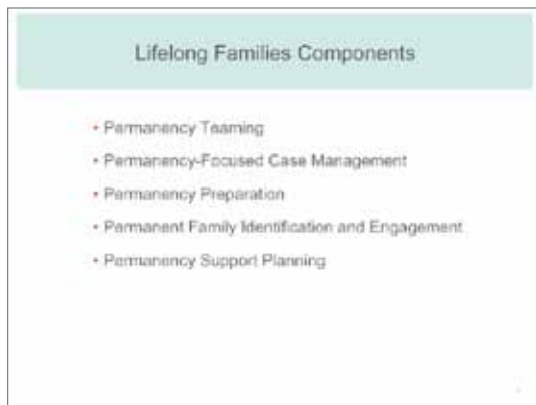 Lifelong Families Components
• Permanency Teaming
• Permanency-Focused Case Management
• Permanency Preparation
• Permanent Family Identification and Engagement
• Permanency Support Planning